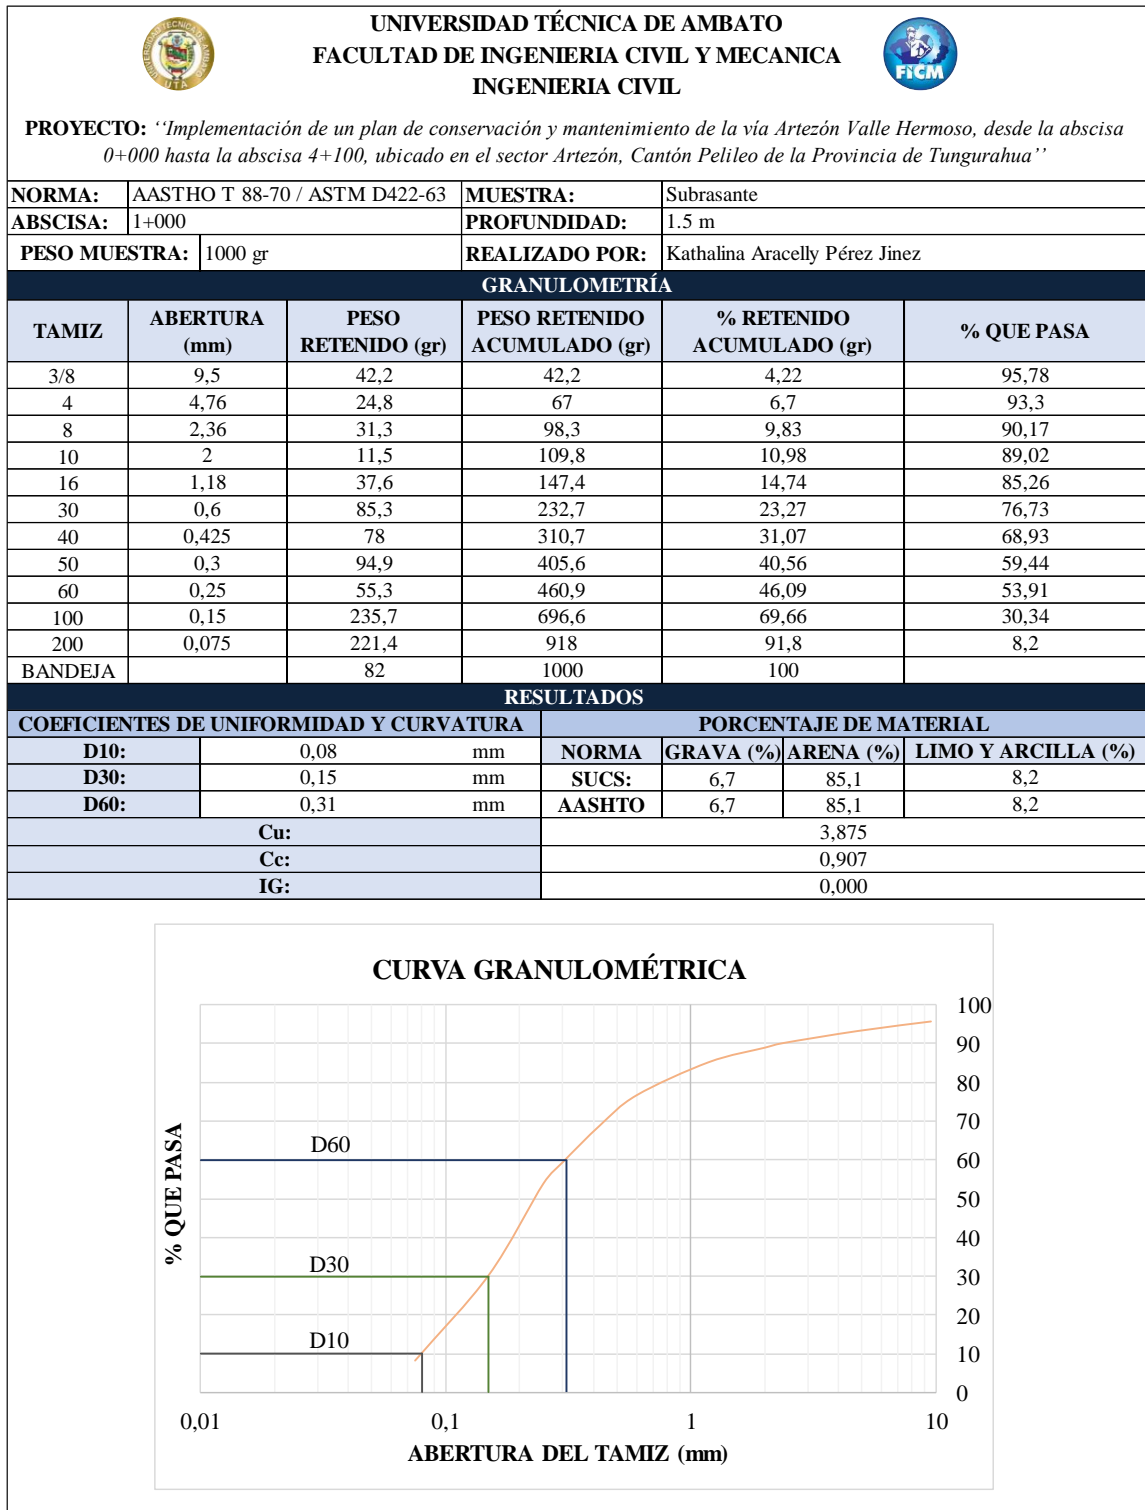 UNIVERSIDAD TÉCNICA DE AMBATO
FACULTAD DE INGENIERIA CIVIL Y MECANICA
INGENIERIA CIVIL
UNIVERSIDAD TECNICA DE AMBATO
UTA
FICM
PROYECTO: ‘‘Implementación de un plan de conservación y mantenimiento de la vía Artezón Valle Hermoso, desde la abscisa
0+000 hasta la abscisa 4+100, ubicado en el sector Artezón, Cantón Pelileo de la Provincia de Tungurahua’’
NORMA: AASTHO T 88-70 / ASTM D422-63 MUESTRA: Subrasante
ABSCISA: 1+000 PROFUNDIDAD: 1.5 m
PESO MUESTRA: 1000 gr REALIZADO POR: Kathalina Aracelly Pérez Jinez
GRANULOMETRÍA
TAMIZ ABERTURA (mm) PESO RETENIDO (gr) PESO RETENIDO ACUMULADO (gr) % RETENIDO ACUMULADO (gr) % QUE PASA
3/8 9,5 42,2 42,2 4,22 95,78
4 4,76 24,8 67 6,7 93,3
8 2,36 31,3 98,3 9,83 90,17
10 2 11,5 109,8 10,98 89,02
16 1,18 37,6 147,4 14,74 85,26
30 0,6 85,3 232,7 23,27 76,73
40 0,425 78 310,7 31,07 68,93
50 0,3 94,9 405,6 40,56 59,44
60 0,25 55,3 460,9 46,09 53,91
100 0,15 235,7 696,6 69,66 30,34
200 0,075 221,4 918 91,8 8,2
BANDEJA 82 1000 100
RESULTADOS
COEFICIENTES DE UNIFORMIDAD Y CURVATURA PORCENTAJE DE MATERIAL
D10: 0,08 mm NORMA GRAVA (%) ARENA (%) LIMO Y ARCILLA (%)
D30: 0,15 mm SUCS: 6,7 85,1 8,2
D60: 0,31 mm AASHTO 6,7 85,1 8,2
Cu: 3,875
Cc: 0,907
IG: 0,000
CURVA GRANULOMÉTRICA
100
90
80
70
60
50
40
30
20
10
0
D60
D30
D10
% QUE PASA
0,01 0,1 1 10
ABERTURA DEL TAMIZ (mm)